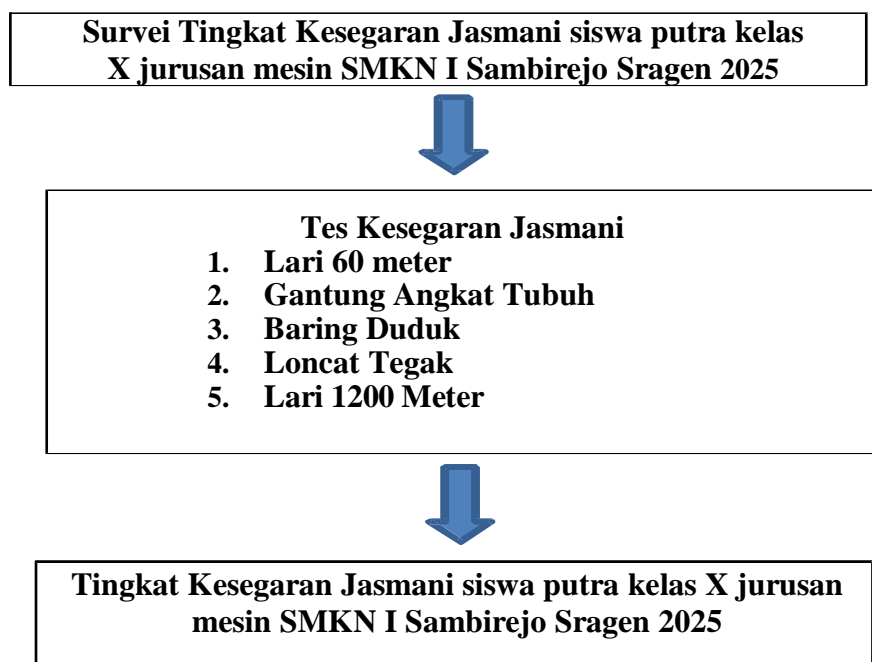 Survei Tingkat Kesegaran Jasmani siswa putra kelas
X jurusan mesin SMKN I Sambirejo Sragen 2025
Tes Kesegaran Jasmani
1. Lari 60 meter
2. Gantung Angkat Tubuh
3. Baring Duduk
4. Loncat Tegak
5. Lari 1200 Meter
Tingkat Kesegaran Jasmani siswa putra kelas X jurusan
mesin SMKN I Sambirejo Sragen 2025